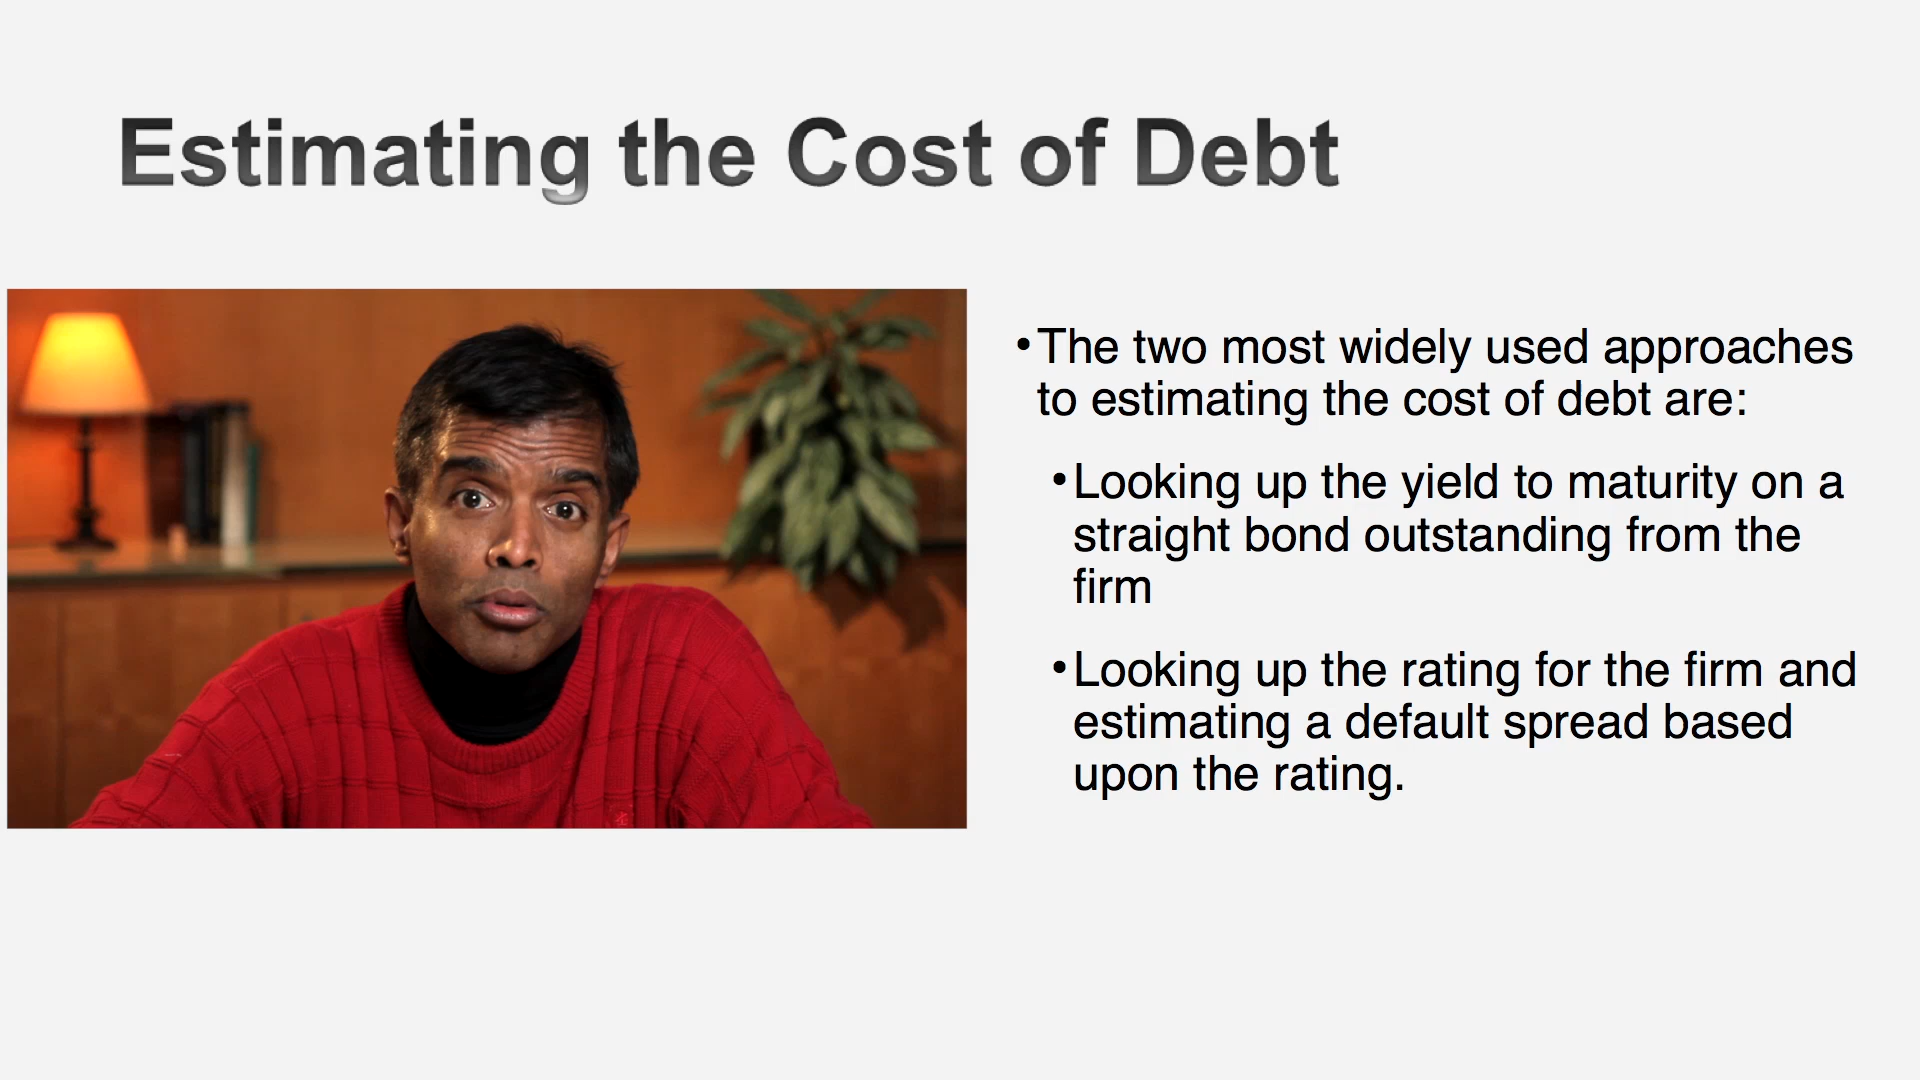 Estimating the Cost of Debt
•The two most widely used approaches
to estimating the cost of debt are:
•Looking up the yield to maturity on a
straight bond outstanding from the
firm
•Looking up the rating for the firm and
estimating a default spread based
upon the rating.